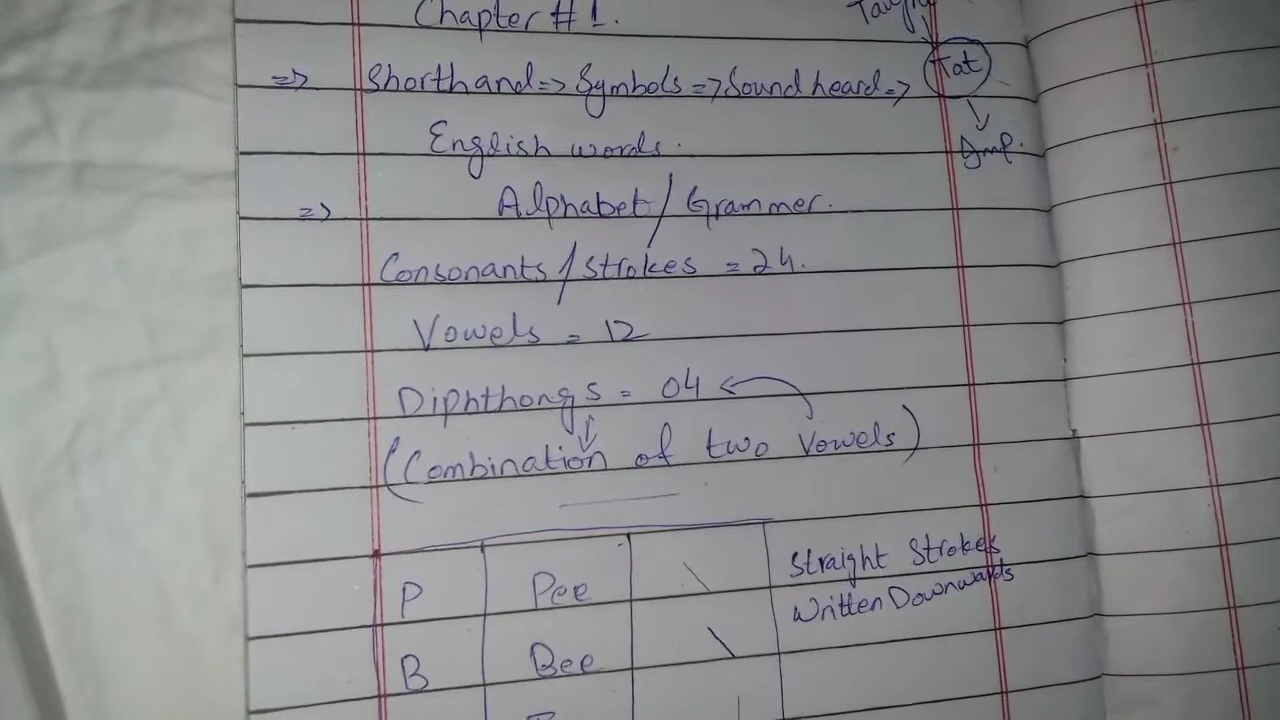 Chapter # 1.
=> Shorthand => Symbols => Sound heard => Tat
English words. Imp.
=> Alphabet / Grammer.
Consonants / Strokes = 24.
Vowels = 12
Diphthongs = 04
(Combination of two Vowels)
P Pee \ Straight Strokes
Written Downwards
B Bee \